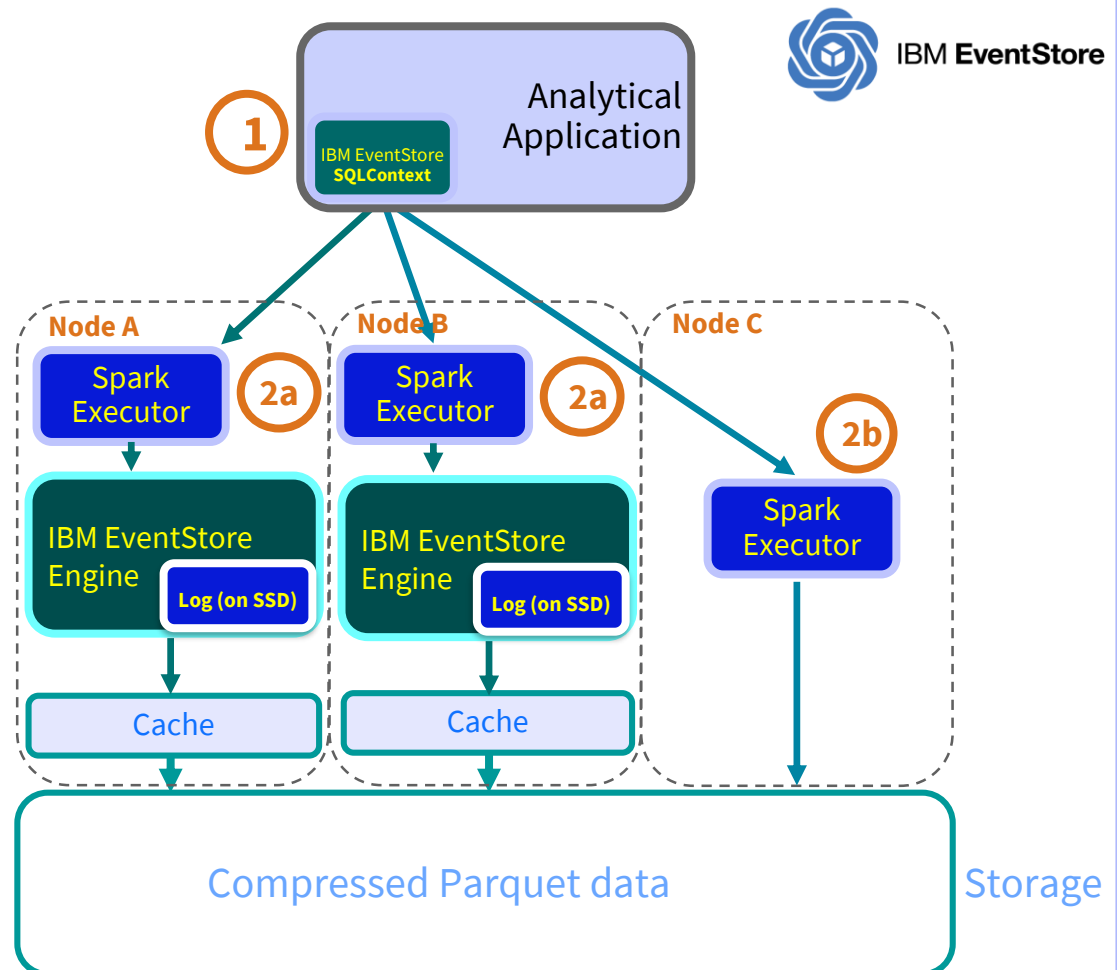 IBM EventStore
Analytical
Application
1
IBM EventStore
SQLContext
Node A
Node B
Node C
Spark
Executor
2a
Spark
Executor
2a
2b
Spark
Executor
IBM EventStore
Engine
Log (on SSD)
IBM EventStore
Engine
Log (on SSD)
Cache
Cache
Compressed Parquet data
Storage